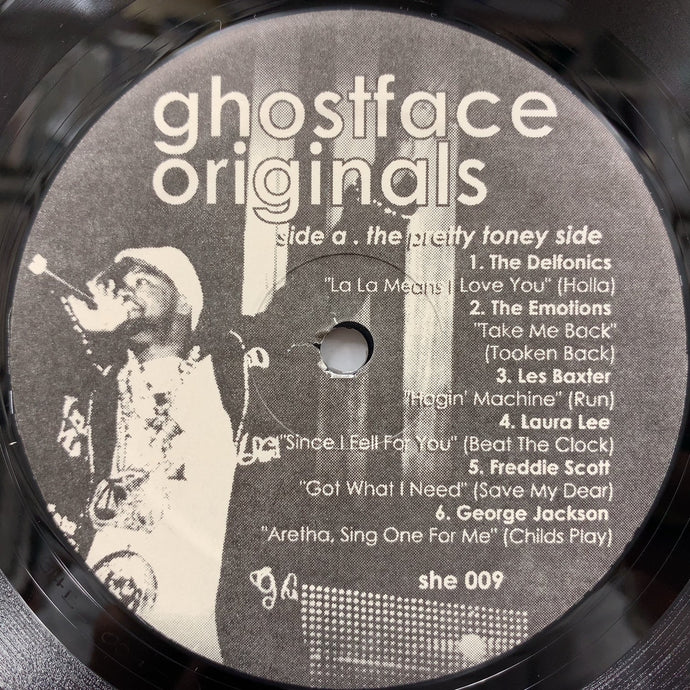 ghostface
originals
side a . the pretty toney side
1. The Delfonics
"La La Means I Love You" (Holla)
2. The Emotions
"Take Me Back"
(Tooken Back)
3. Les Baxter
"Hogin' Machine" (Run)
4. Laura Lee
"Since I Fell For You" (Beat The Clock)
5. Freddie Scott
"Got What I Need" (Save My Dear)
6. George Jackson
"Aretha, Sing One For Me" (Childs Play)
she 009